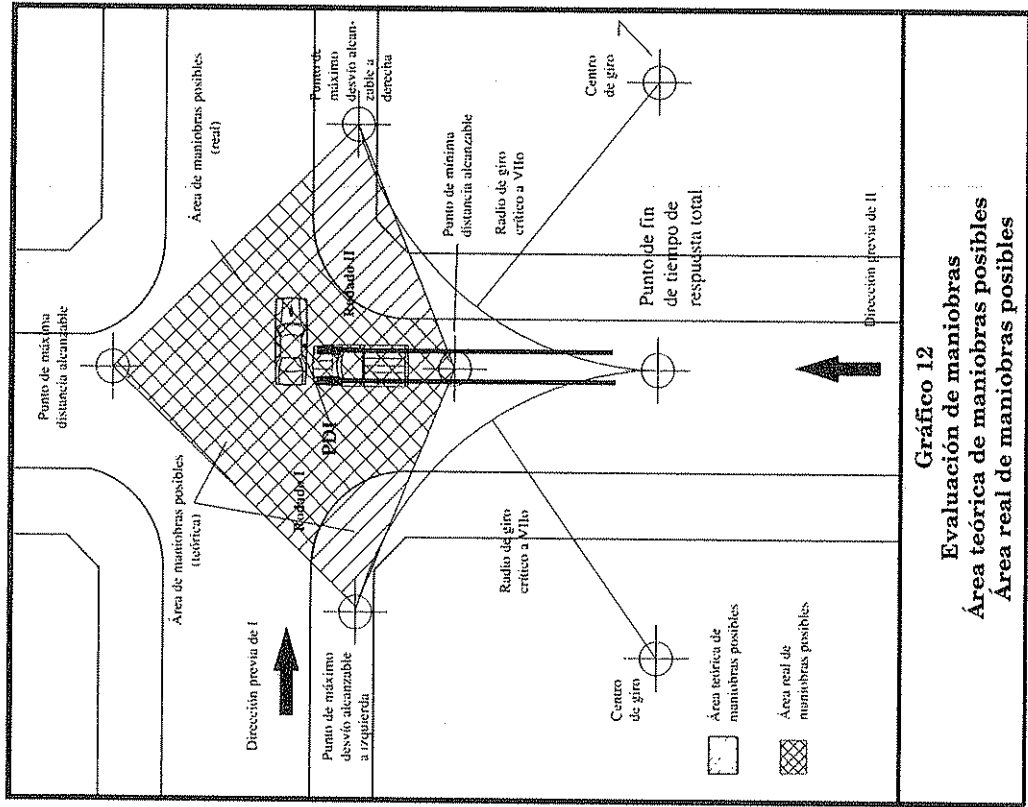 Punto de máxima
distancia alcanzable
Área de maniobras posibles
(real)
Punto de
máximo
desvío alcan-
zable a
derecha
Área de maniobras posibles
(teórica)
Dirección previa de I
Rodado I
Rodado II
PDI
Punto de máximo
desvío alcanzable
a izquierda
Punto de mínima
distancia alcanzable
Radio de giro
crítico a VIIo
Radio de giro
crítico a VIIo
Centro
de giro
Centro
de giro
Punto de fin
de tiempo de
respuesta total
Dirección previa de II
Área teórica de
maniobras posibles
Área real de
maniobras posibles
Gráfico 12
Evaluación de maniobras
Área teórica de maniobras posibles
Área real de maniobras posibles